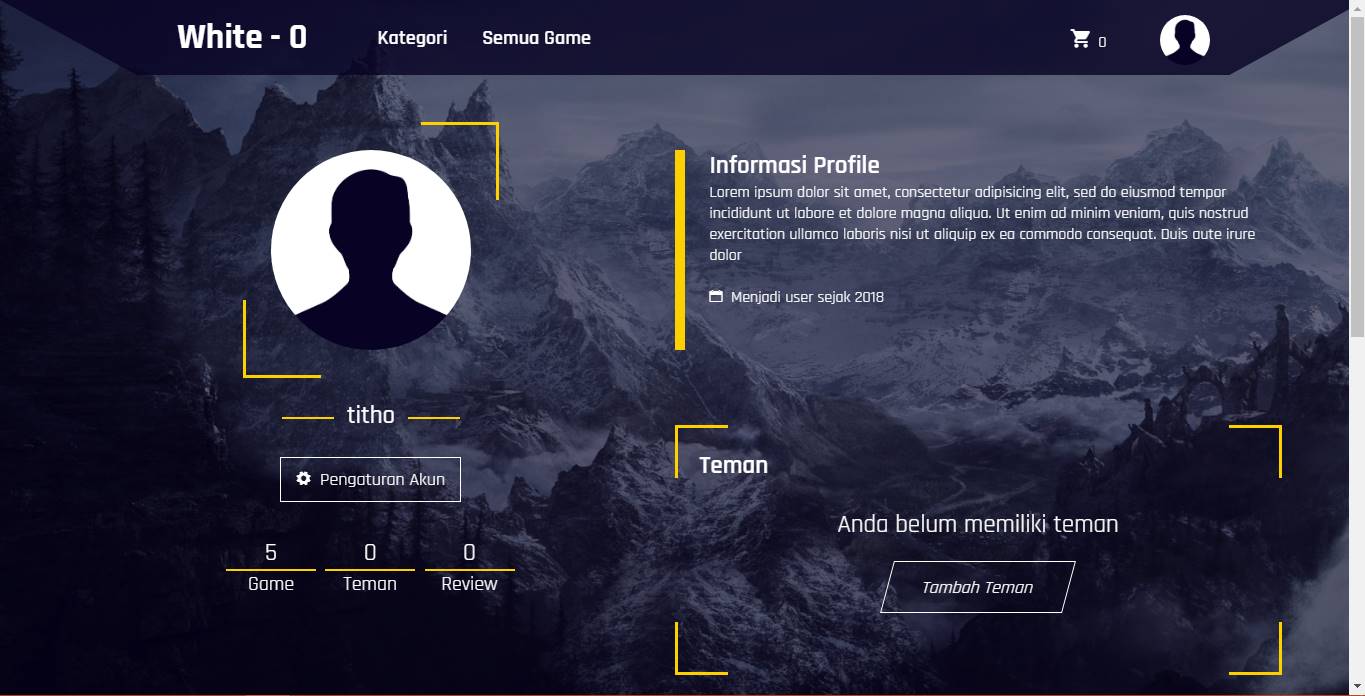 White - 0
Kategori
Semua Game
0
Informasi Profile
Lorem ipsum dolor sit amet, consectetur adipisicing elit, sed do eiusmod tempor
incididunt ut labore et dolore magna aliqua. Ut enim ad minim veniam, quis nostrud
exercitation ullamco laboris nisi ut aliquip ex ea commodo consequat. Duis aute irure
dolor
Menjadi user sejak 2018
titho
Pengaturan Akun
5
0
0
Game
Teman
Review
Teman
Anda belum memiliki teman
Tambah Teman